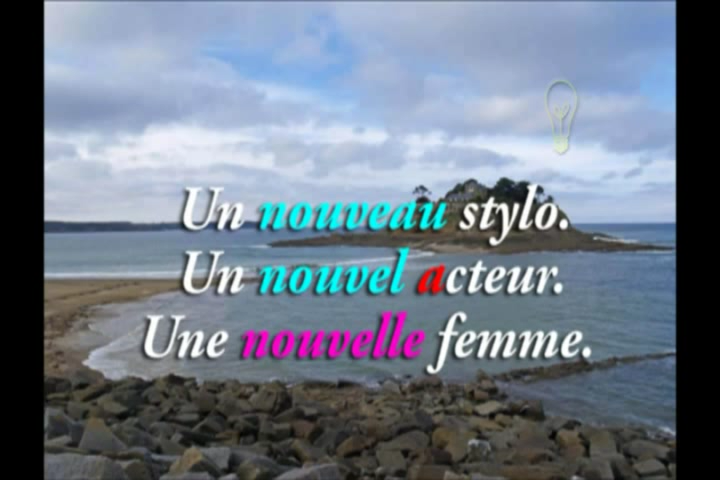 Un nouveau stylo.
Un nouvel acteur.
Une nouvelle femme.